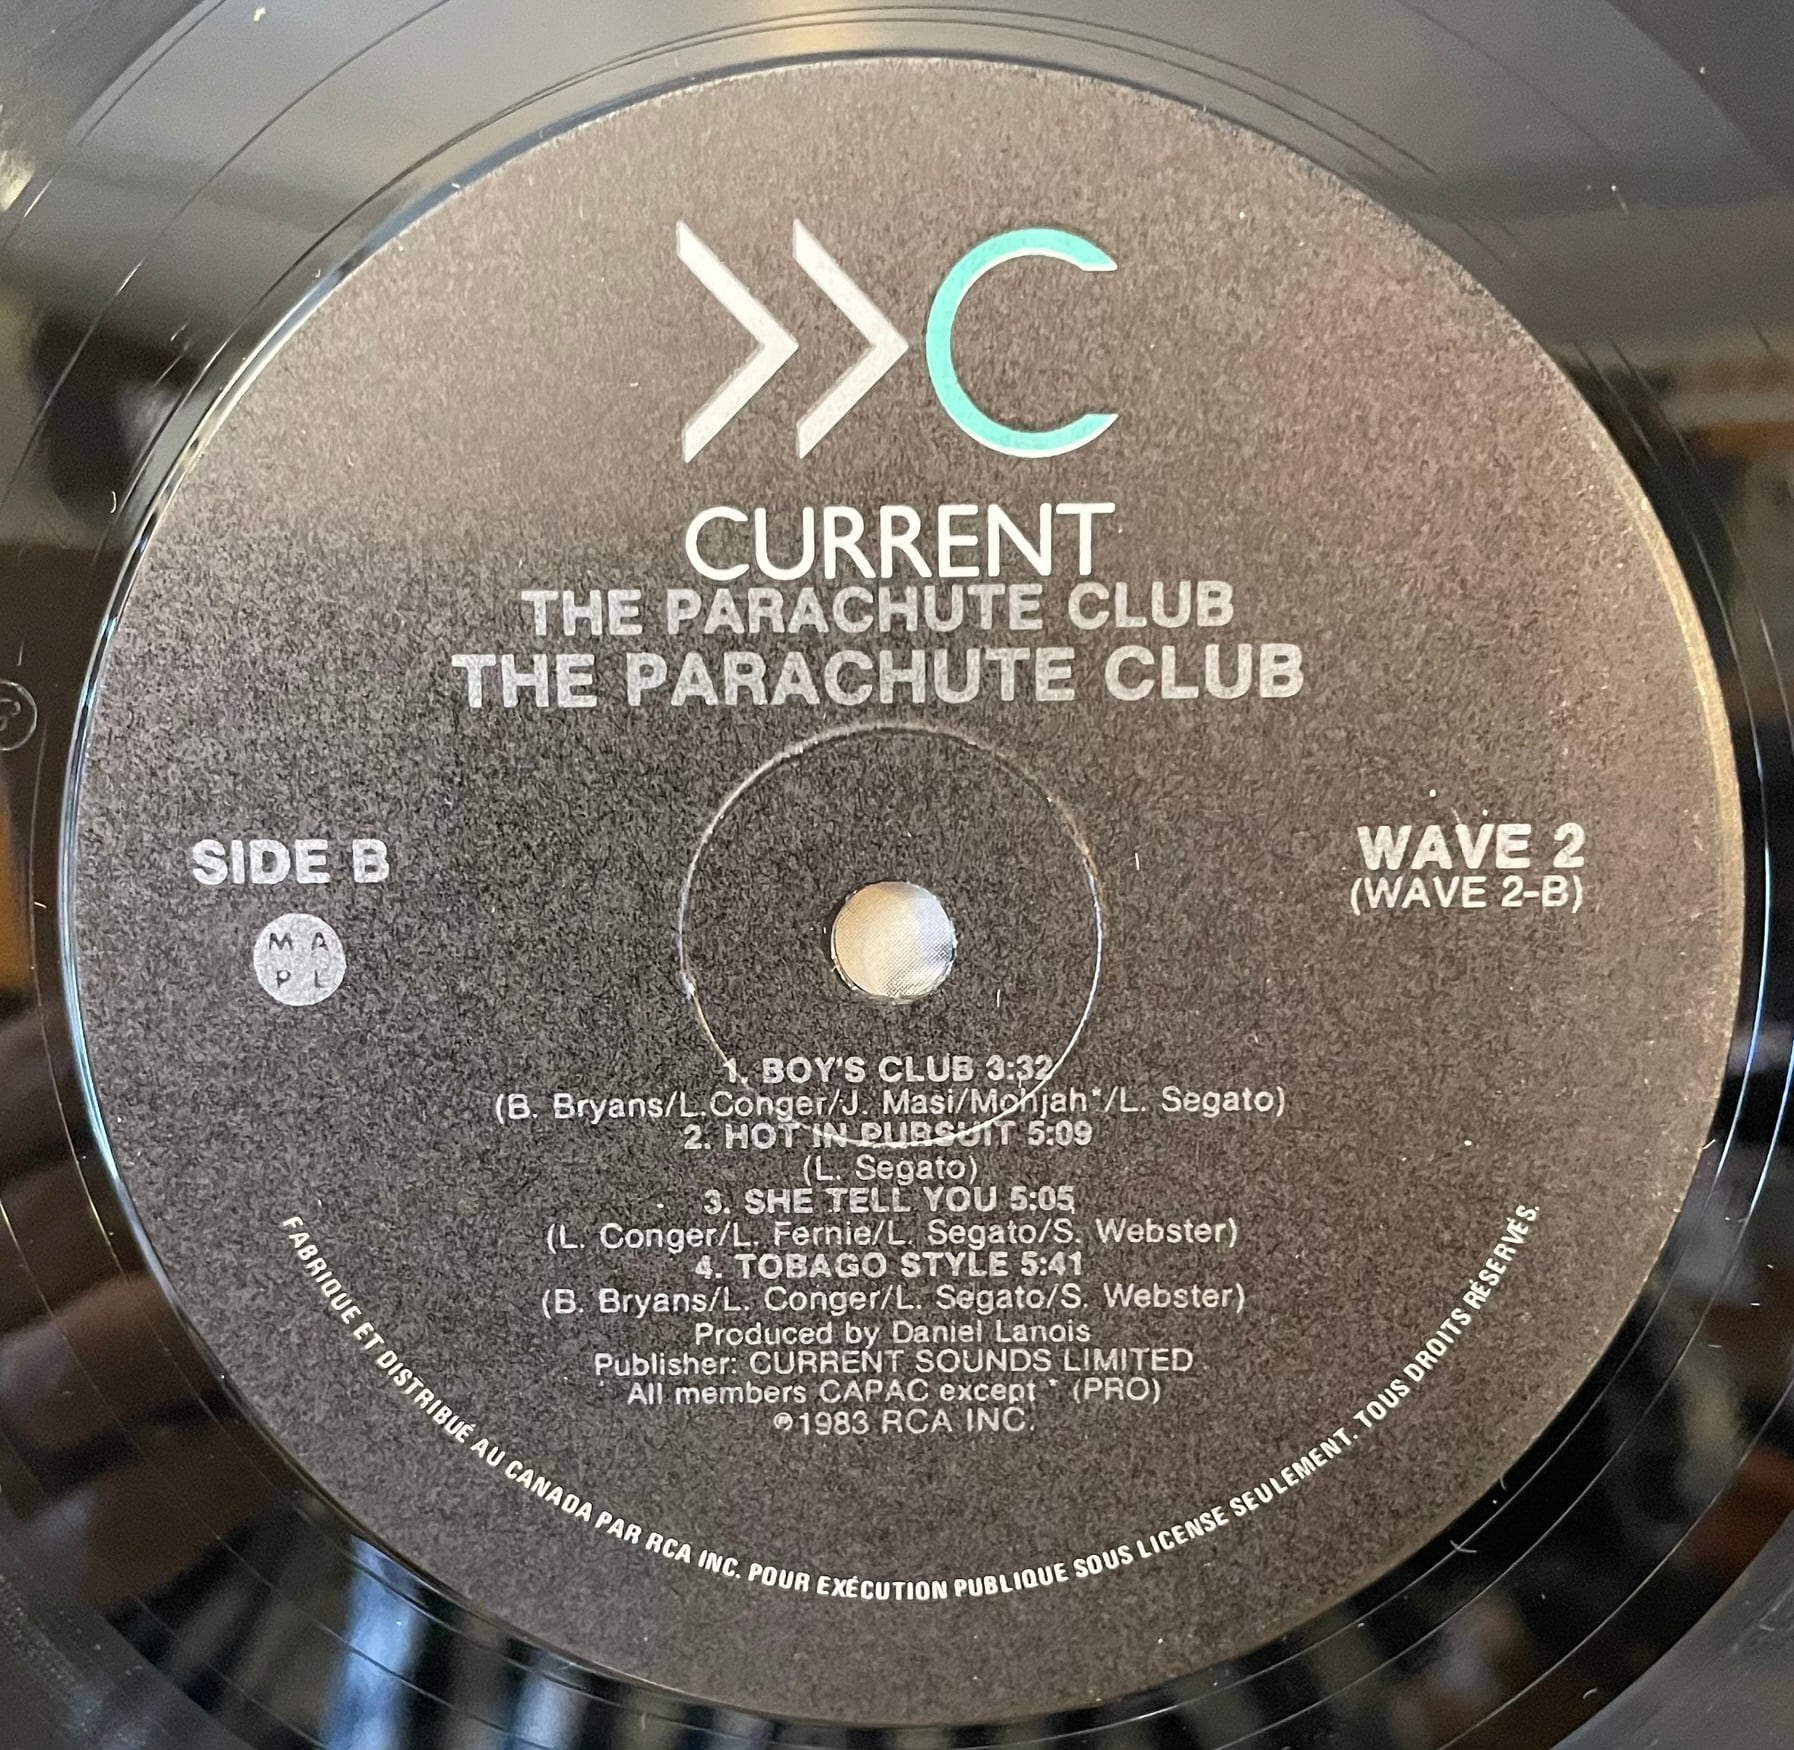 CURRENT
THE PARACHUTE CLUB
THE PARACHUTE CLUB
SIDE B
WAVE 2
(WAVE 2-B)
M A
P L
1. BOY'S CLUB 3:32
(B. Bryans/L.Conger/J. Masi/Mohjah*/L. Segato)
2. HOT IN PURSUIT 5:09
(L. Segato)
3. SHE TELL YOU 5:05
(L. Conger/L. Fernie/L. Segato/S. Webster)
4. TOBAGO STYLE 5:41
(B. Bryans/L. Conger/L. Segato/S. Webster)
Produced by Daniel Lanois
Publisher: CURRENT SOUNDS LIMITED
All members CAPAC except * (PRO)
℗1983 RCA INC.
FABRIQUE ET DISTRIBUÉ AU CANADA PAR RCA INC. POUR EXÉCUTION PUBLIQUE SOUS LICENSE SEULEMENT. TOUS DROITS RÉSERVÉS.